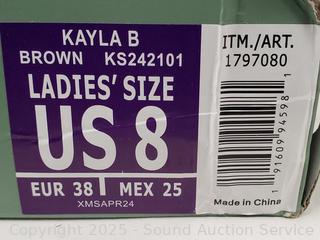 KAYLA B
BROWN KS242101
LADIES' SIZE
US 8
EUR 38 MEX 25
XMSAPR24
ITM./ART.
1797080
1 91609 94598 1
Made in China
Copyright 2025 - Sound Auction Service